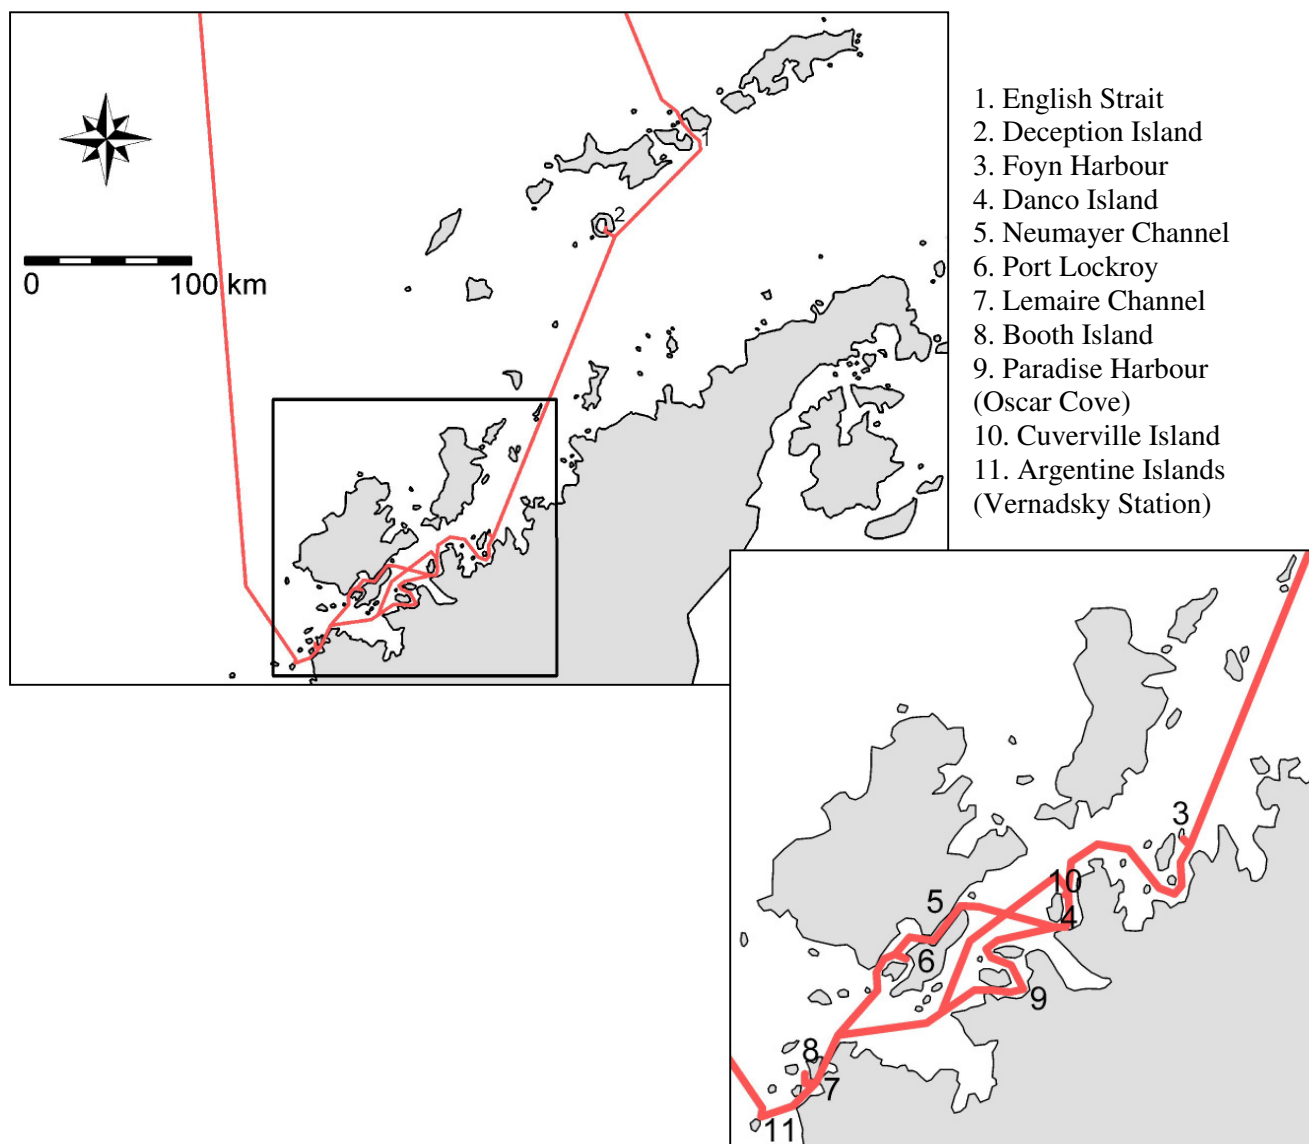 1
2
0 100 km
1. English Strait
2. Deception Island
3. Foyn Harbour
4. Danco Island
5. Neumayer Channel
6. Port Lockroy
7. Lemaire Channel
8. Booth Island
9. Paradise Harbour
(Oscar Cove)
10. Cuverville Island
11. Argentine Islands
(Vernadsky Station)
3
10
5
4
6
9
8
7
11